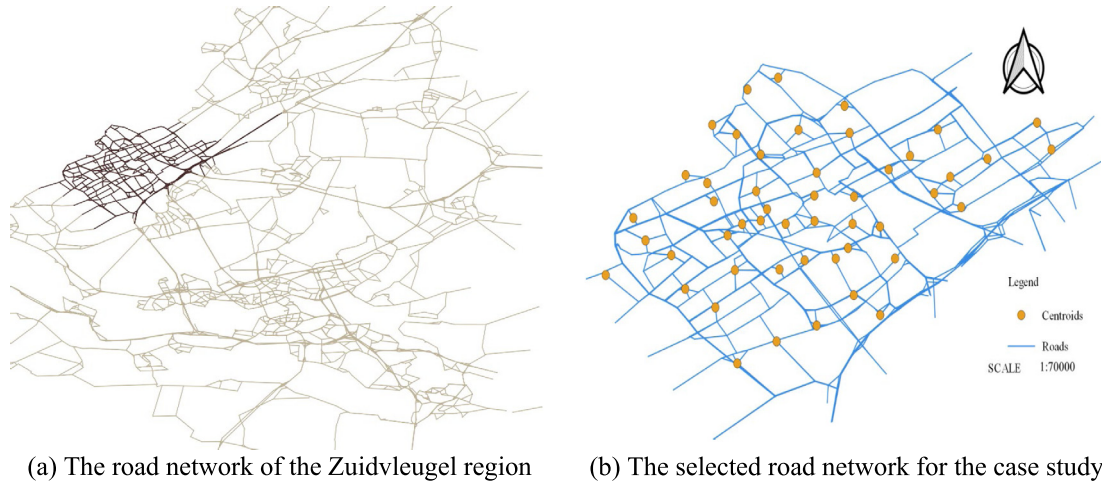 Legend
Centroids
Roads
SCALE 1:70000
(a) The road network of the Zuidvleugel region
(b) The selected road network for the case study